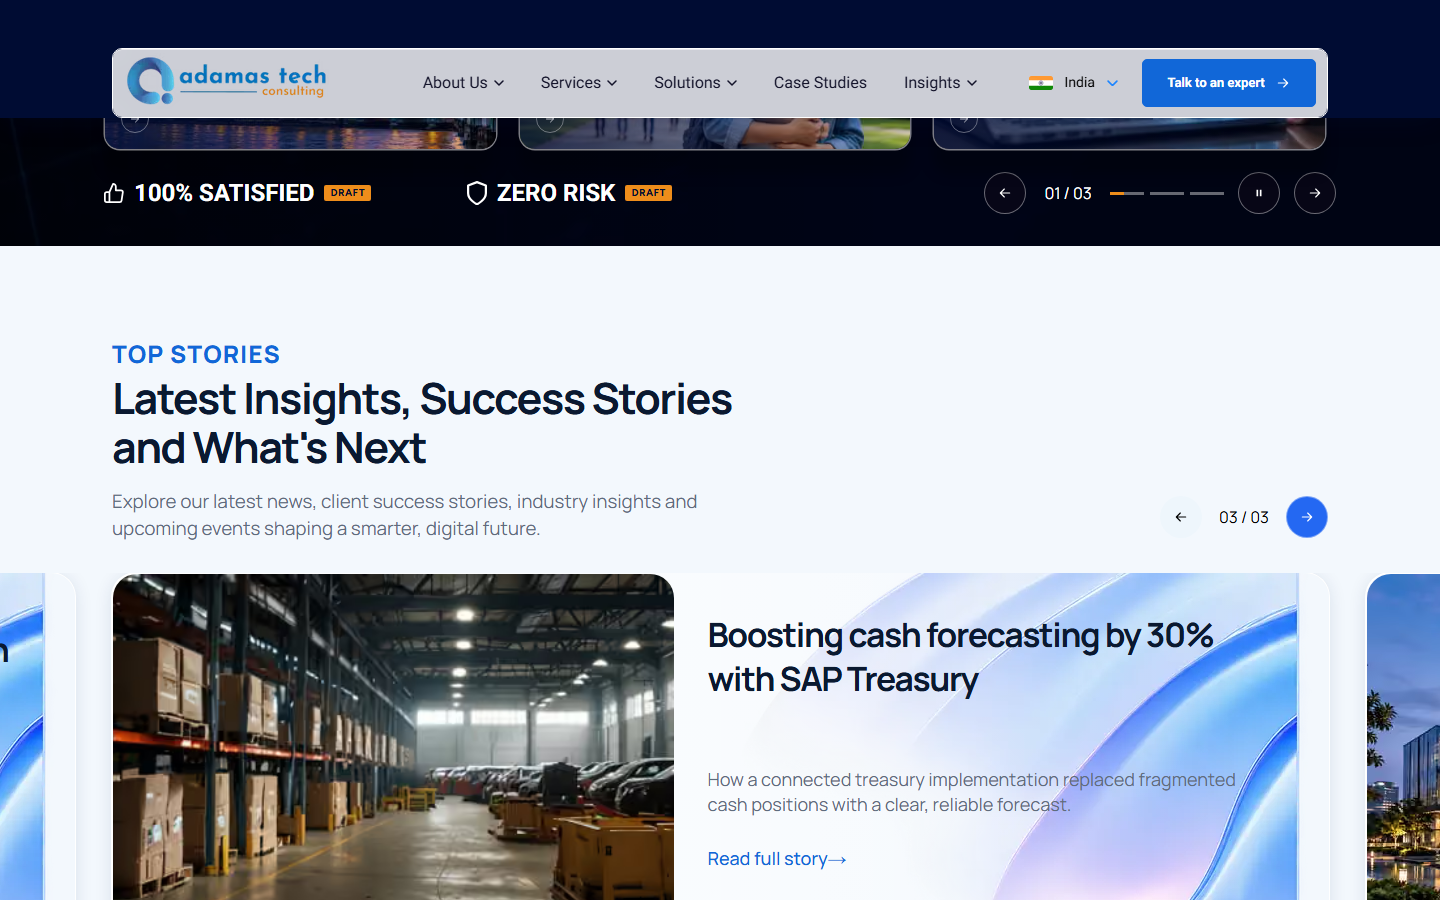 adamas tech
consulting
About Us
Services
Solutions
Case Studies
Insights
India
Talk to an expert →
100% SATISFIED DRAFT
ZERO RISK DRAFT
← 01 / 03 →
TOP STORIES
Latest Insights, Success Stories
and What's Next
Explore our latest news, client success stories, industry insights and
upcoming events shaping a smarter, digital future.
← 03 / 03 →
Boosting cash forecasting by 30%
with SAP Treasury
How a connected treasury implementation replaced fragmented
cash positions with a clear, reliable forecast.
Read full story→